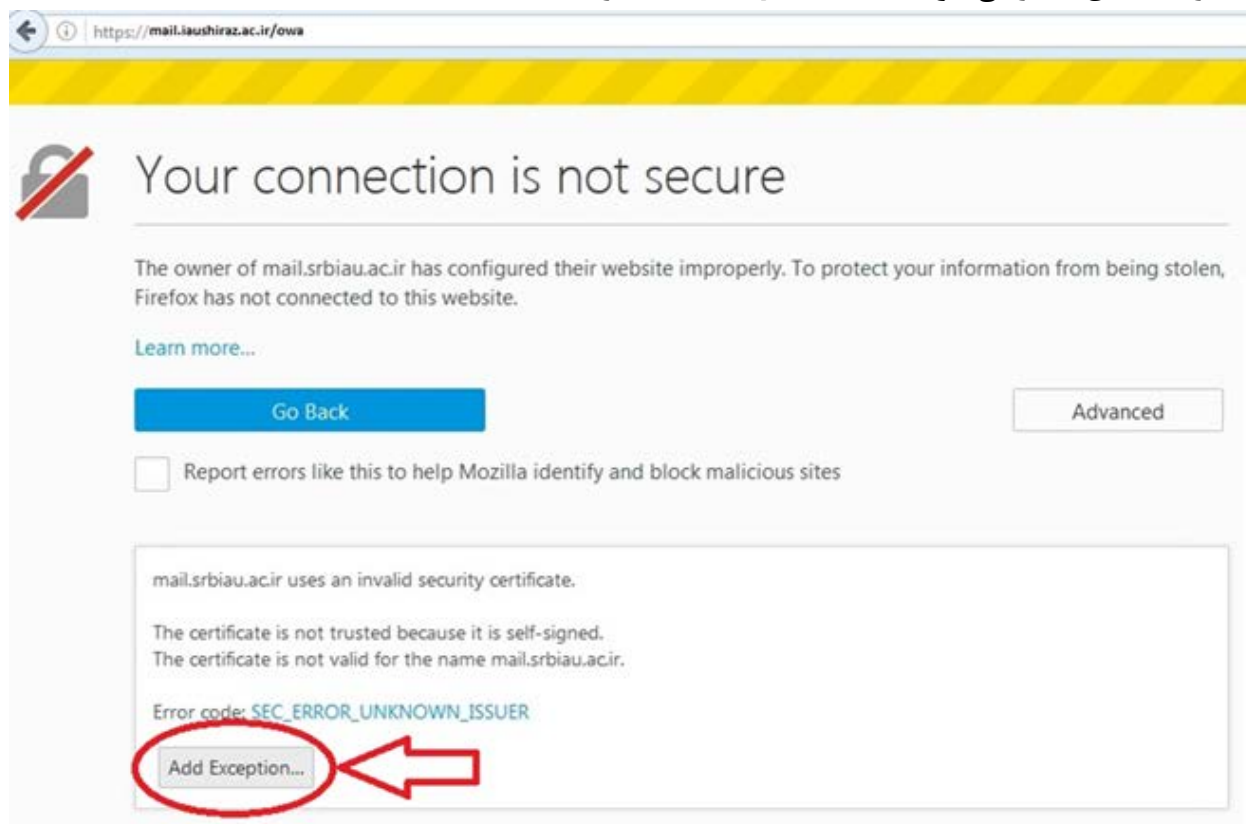 https://mail.iaushiraz.ac.ir/owa
Your connection is not secure
The owner of mail.srbiau.ac.ir has configured their website improperly. To protect your information from being stolen,
Firefox has not connected to this website.
Learn more...
Go Back
Advanced
Report errors like this to help Mozilla identify and block malicious sites
mail.srbiau.ac.ir uses an invalid security certificate.
The certificate is not trusted because it is self-signed.
The certificate is not valid for the name mail.srbiau.ac.ir.
Error code: SEC_ERROR_UNKNOWN_ISSUER
Add Exception...